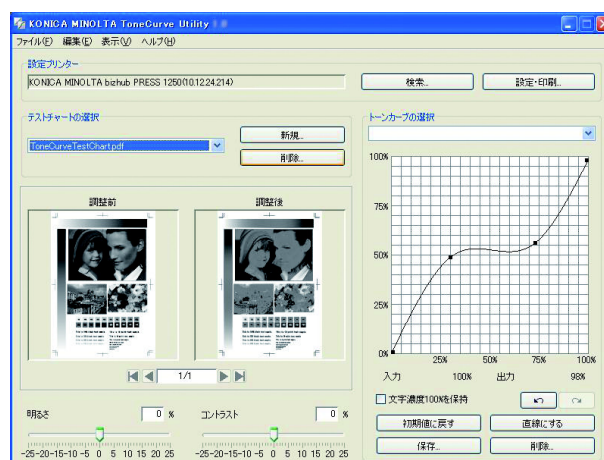 KONICA MINOLTA ToneCurve Utility
ファイル(F) 編集(E) 表示(V) ヘルプ(H)
設定プリンター
KONICA MINOLTA bizhub PRESS 1250(10.12.24.214)
検索...
設定・印刷...
テストチャートの選択
ToneCurveTestChart.pdf
新規...
削除...
調整前
調整後
1/1
明るさ 0 %
-25-20-15-10 -5 0 5 10 15 20 25
コントラスト 0 %
-25-20-15-10 -5 0 5 10 15 20 25
トーンカーブの選択
100%
75%
50%
25%
0%
25% 50% 75% 100%
入力 100% 出力 98%
文字濃度100%を保持
初期値に戻す
直線にする
保存...
削除...